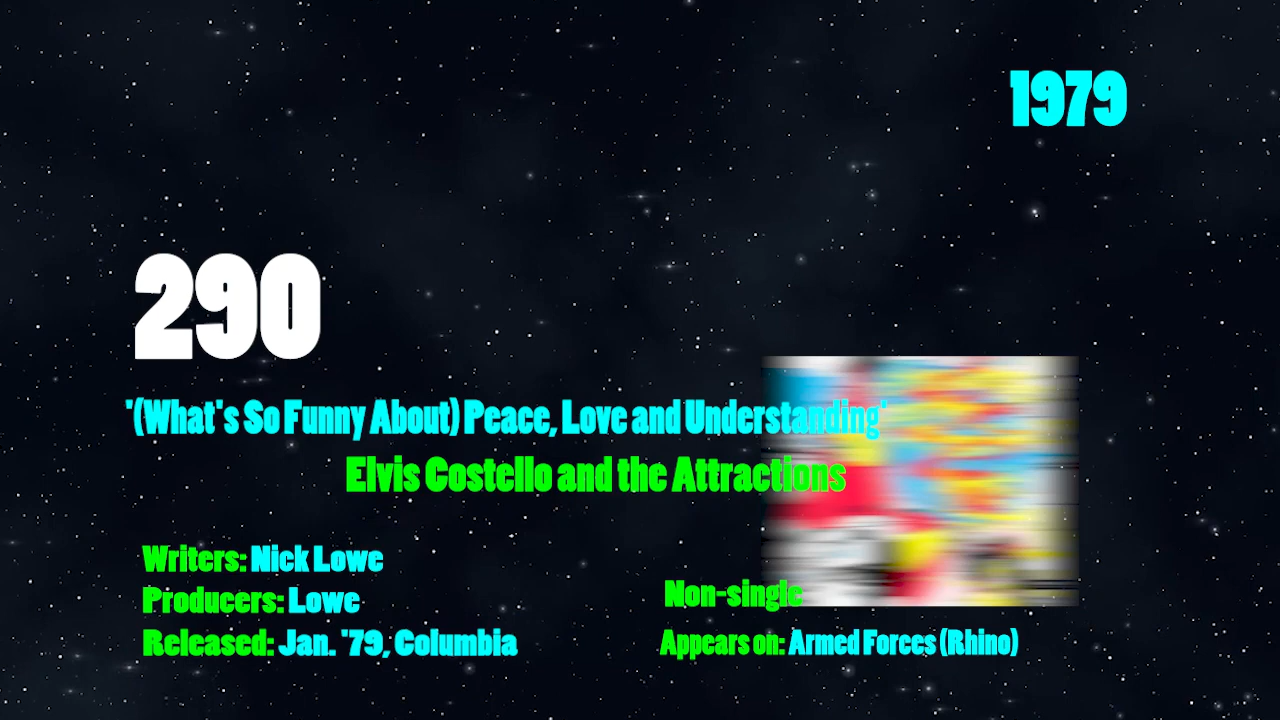 1979
290
"(What's So Funny About) Peace, Love and Understanding"
Elvis Costello and the Attractions
Writers: Nick Lowe
Producers: Lowe
Released: Jan. '79, Columbia
Non-single
Appears on: Armed Forces (Rhino)